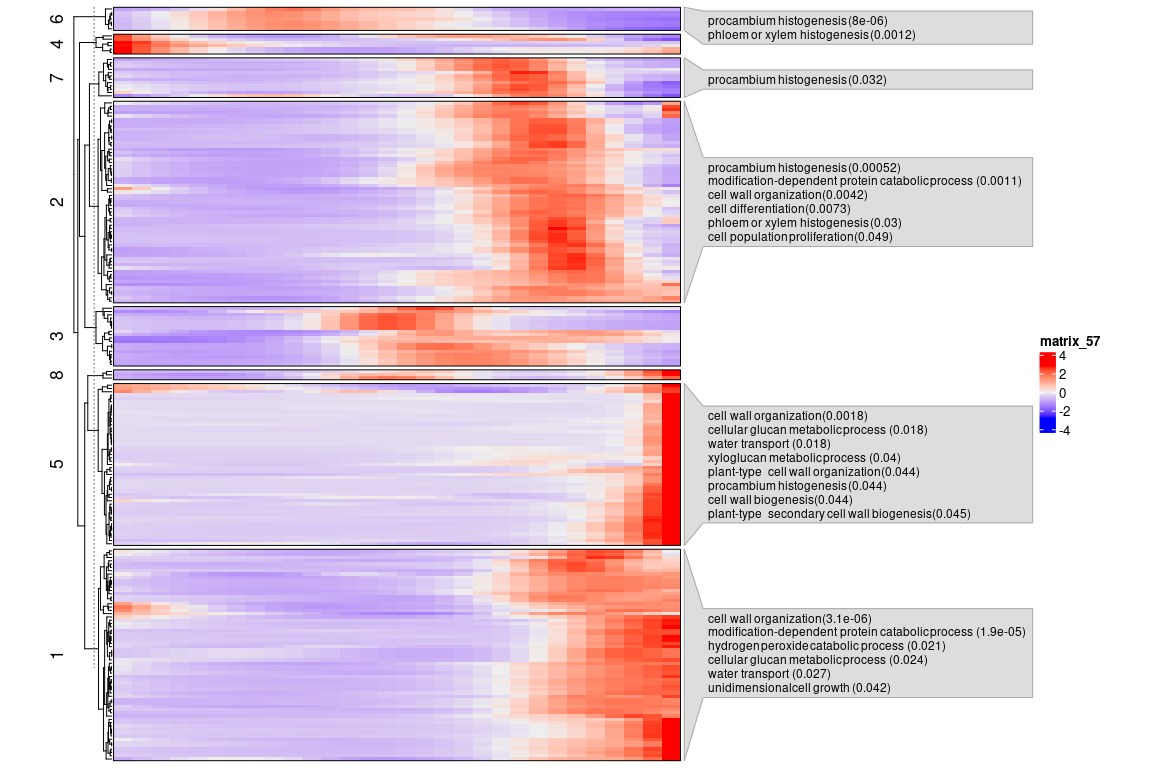 6
procambium histogenesis (8e-06)
phloem or xylem histogenesis (0.0012)
4
7
procambium histogenesis (0.032)
2
procambium histogenesis (0.00052)
modification-dependent protein catabolic process (0.0011)
cell wall organization (0.0042)
cell differentiation (0.0073)
phloem or xylem histogenesis (0.03)
cell population proliferation (0.049)
3
matrix_57
4
2
0
-2
-4
8
5
cell wall organization (0.0018)
cellular glucan metabolic process (0.018)
water transport (0.018)
xyloglucan metabolic process (0.04)
plant-type cell wall organization (0.044)
procambium histogenesis (0.044)
cell wall biogenesis (0.044)
plant-type secondary cell wall biogenesis (0.045)
1
cell wall organization (3.1e-06)
modification-dependent protein catabolic process (1.9e-05)
hydrogen peroxide catabolic process (0.021)
cellular glucan metabolic process (0.024)
water transport (0.027)
unidimensional cell growth (0.042)